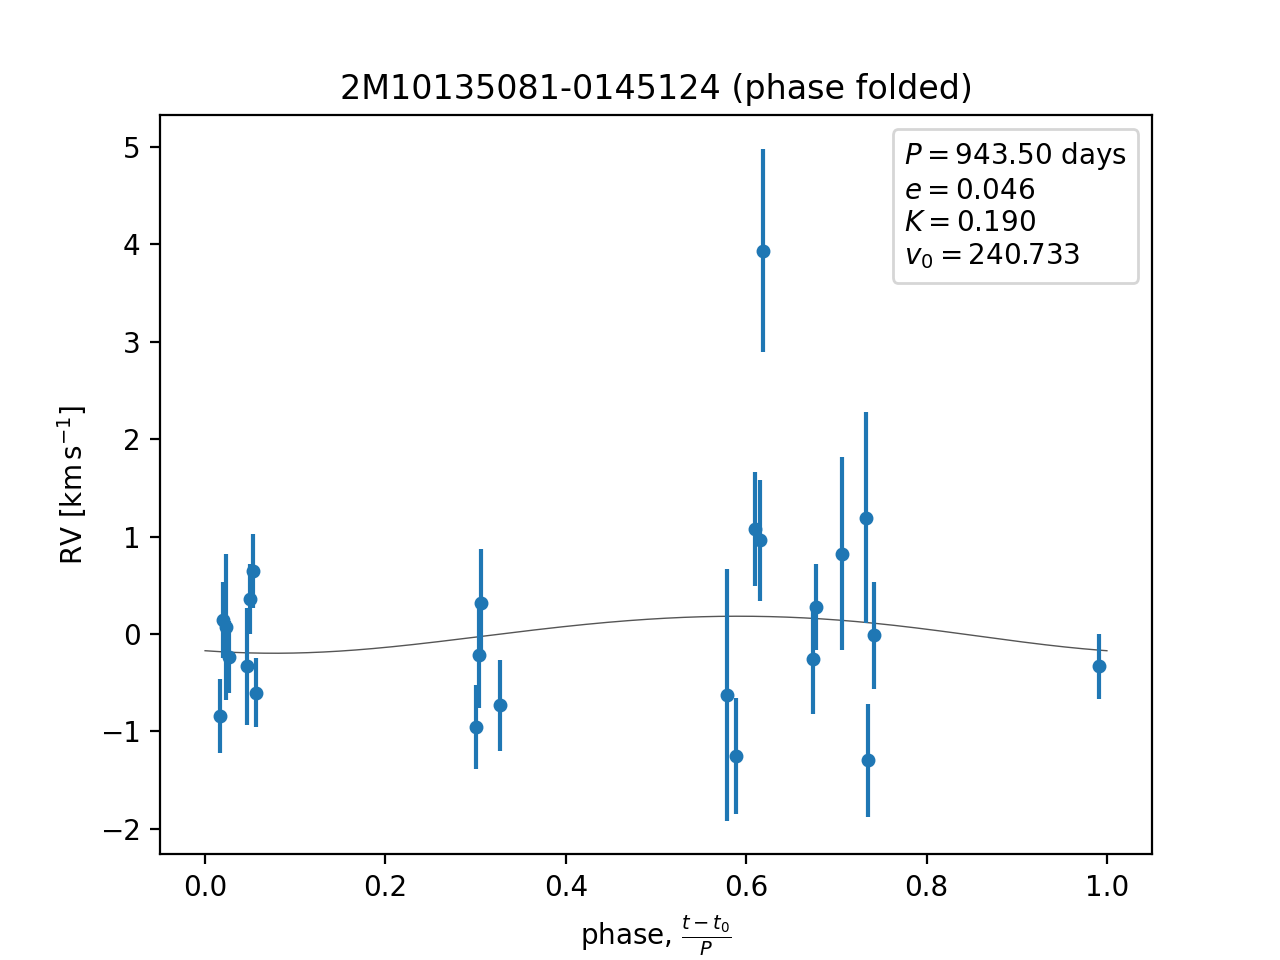 2M10135081-0145124 (phase folded)
P = 943.50 days
e = 0.046
K = 0.190
v₀ = 240.733
RV [km s⁻¹]
5
4
3
2
1
0
−1
−2
0.0 0.2 0.4 0.6 0.8 1.0
phase, (t − t₀)/P